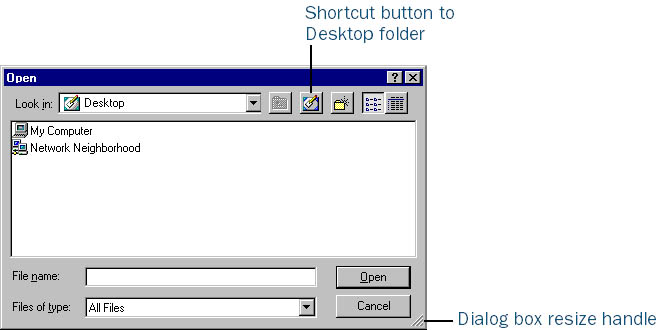 Shortcut button to
Desktop folder
Open
Look in: Desktop
My Computer
Network Neighborhood
File name:
Open
Files of type: All Files
Cancel
Dialog box resize handle